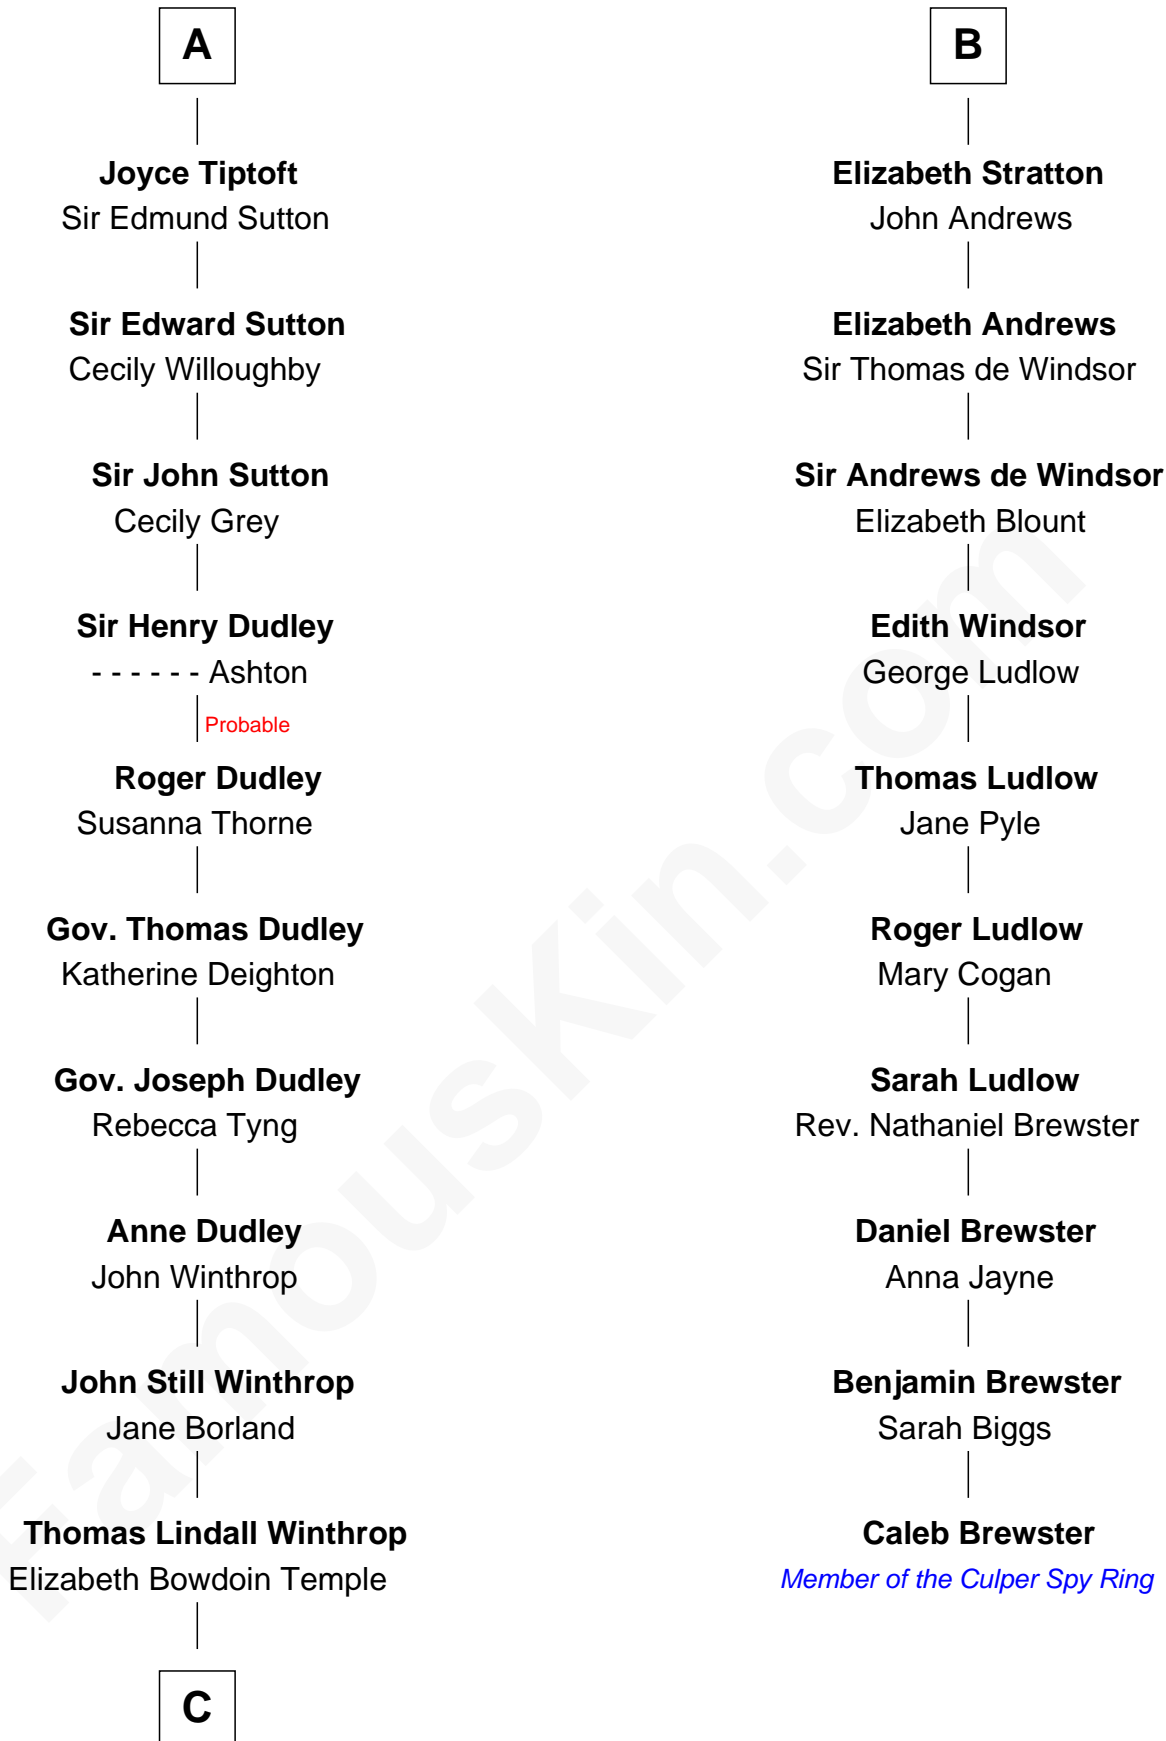 A
Joyce Tiptoft
Sir Edmund Sutton
Sir Edward Sutton
Cecily Willoughby
Sir John Sutton
Cecily Grey
Sir Henry Dudley
- - - - - - Ashton
Probable
Roger Dudley
Susanna Thorne
Gov. Thomas Dudley
Katherine Deighton
Gov. Joseph Dudley
Rebecca Tyng
Anne Dudley
John Winthrop
John Still Winthrop
Jane Borland
Thomas Lindall Winthrop
Elizabeth Bowdoin Temple
C
B
Elizabeth Stratton
John Andrews
Elizabeth Andrews
Sir Thomas de Windsor
Sir Andrews de Windsor
Elizabeth Blount
Edith Windsor
George Ludlow
Thomas Ludlow
Jane Pyle
Roger Ludlow
Mary Cogan
Sarah Ludlow
Rev. Nathaniel Brewster
Daniel Brewster
Anna Jayne
Benjamin Brewster
Sarah Biggs
Caleb Brewster
Member of the Culper Spy Ring
FamousKin.com